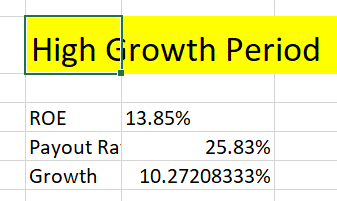 High Growth Period
ROE 13.85%
Payout Ra 25.83%
Growth 10.27208333%